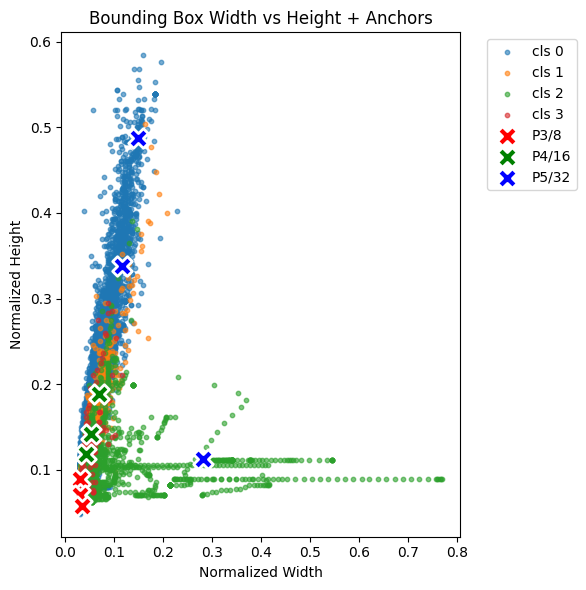 Bounding Box Width vs Height + Anchors
cls 0
cls 1
cls 2
cls 3
P3/8
P4/16
P5/32
Normalized Height
0.6
0.5
0.4
0.3
0.2
0.1
0.0 0.1 0.2 0.3 0.4 0.5 0.6 0.7 0.8
Normalized Width